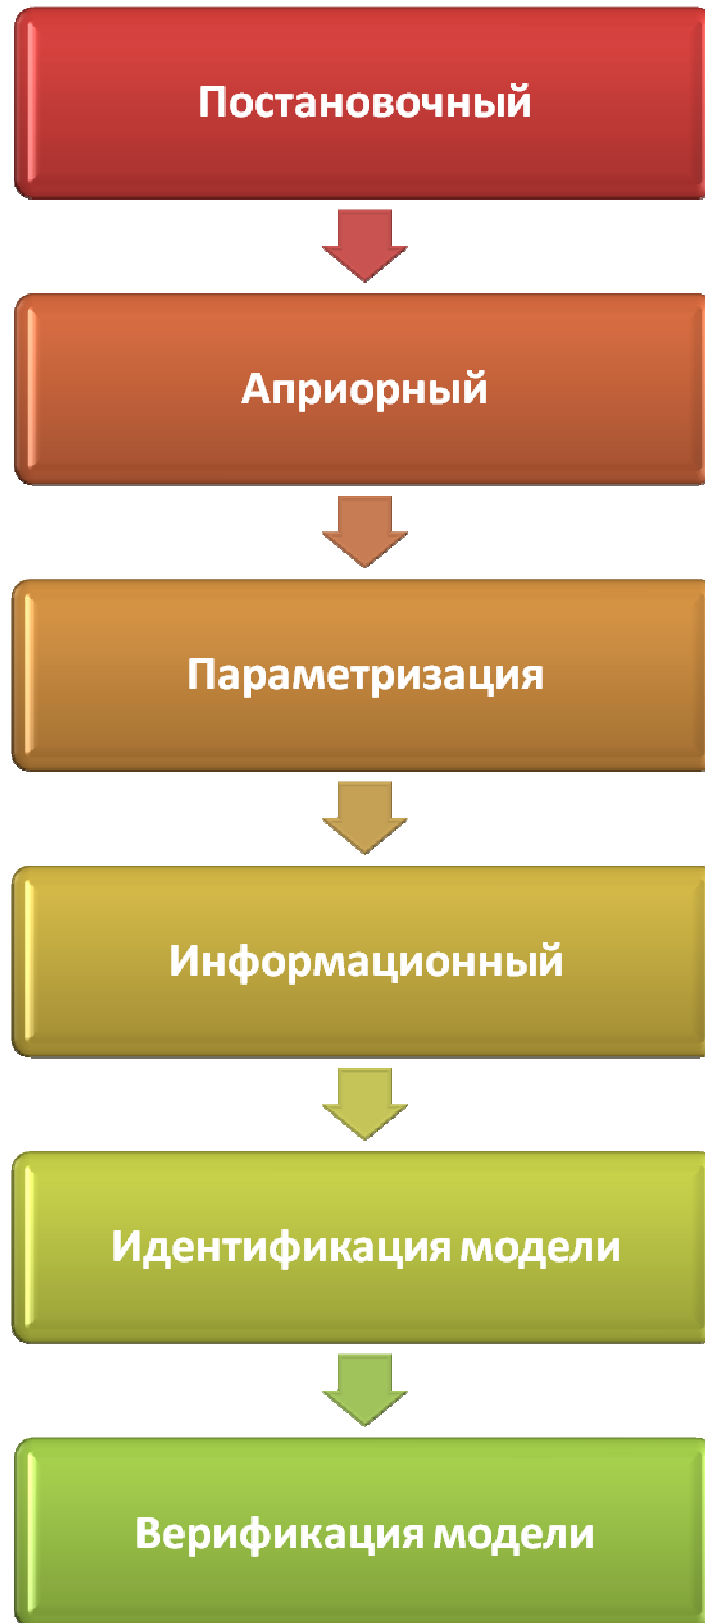 Постановочный
Априорный
Параметризация
Информационный
Идентификация модели
Верификация модели